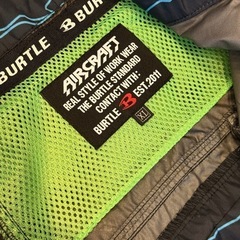 BURTLE B BURTLE
AIRCRAFT
REAL STYLE OF WORK WEAR
THE BURTLE STANDARD
CONTACT WITH:
BURTLE B EST.2011
XL